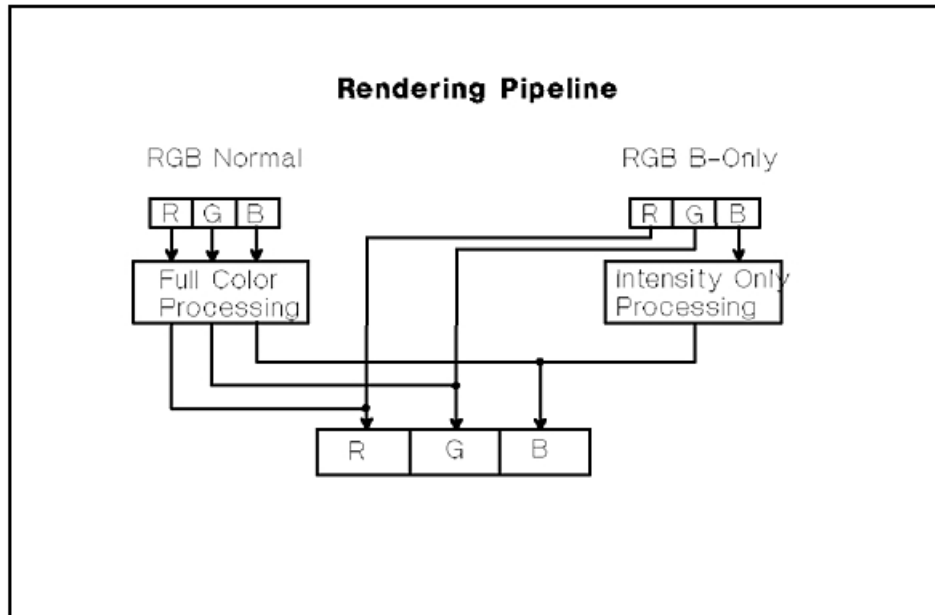 Rendering Pipeline
RGB Normal
RGB B-Only
R G B
R G B
Full Color
Processing
Intensity Only
Processing
R G B